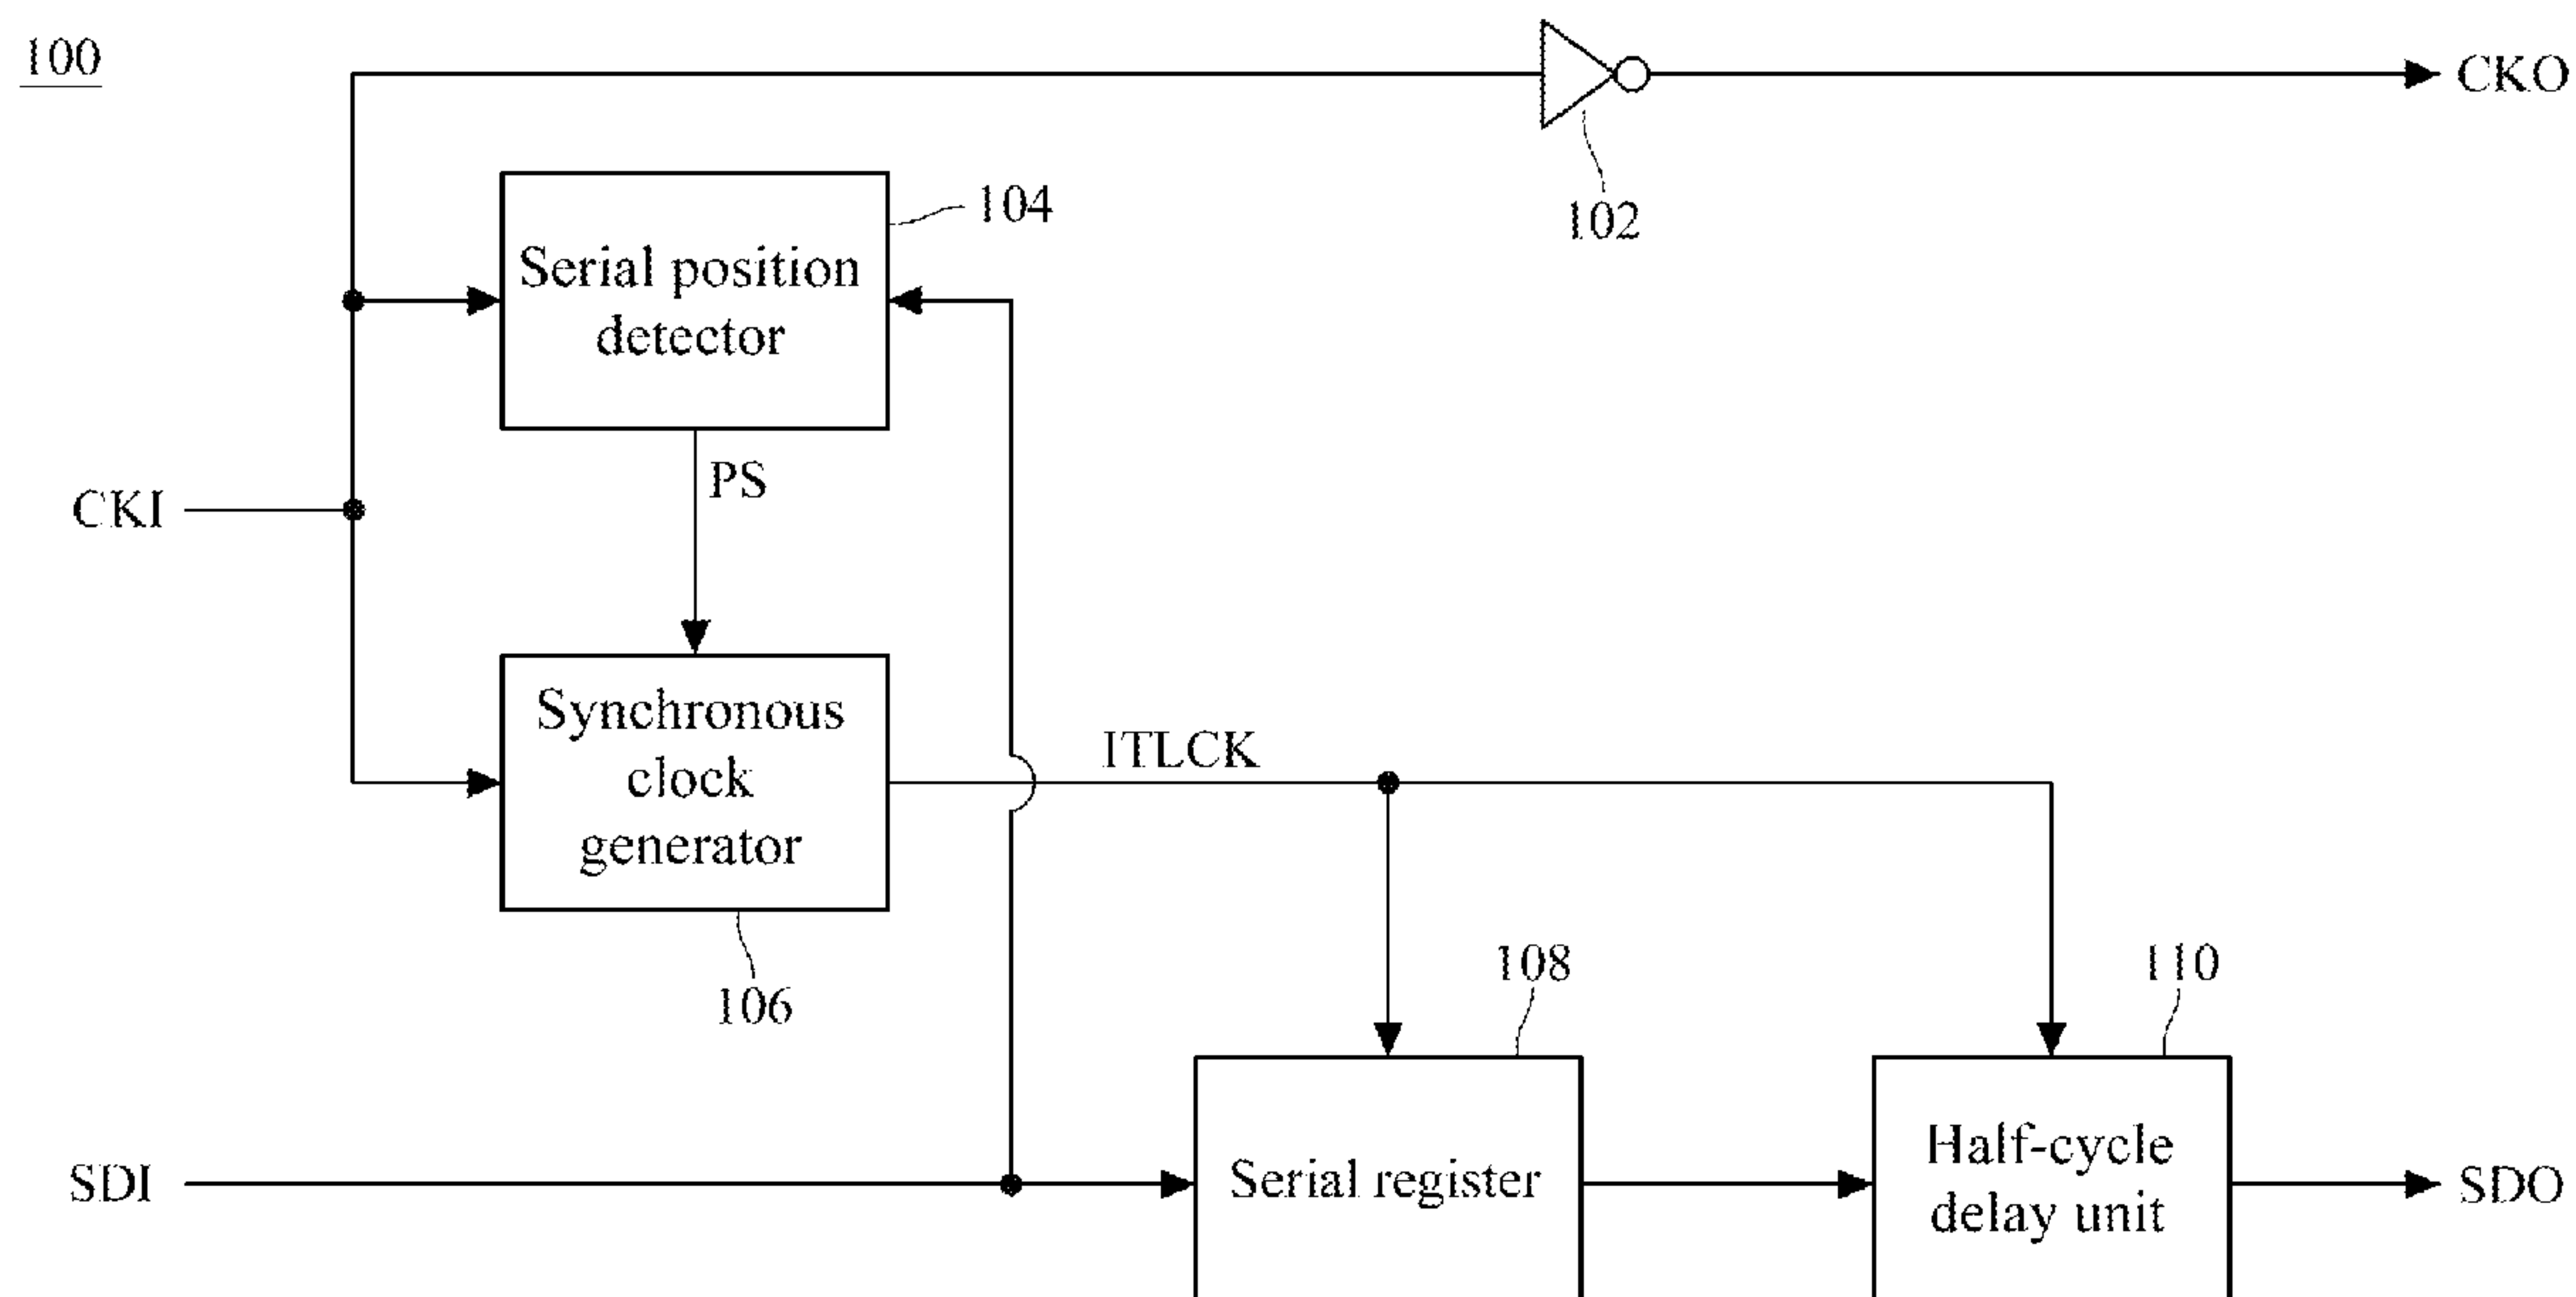 100
CKO
102
104
Serial position
detector
PS
CKI
Synchronous
clock
generator
ITLCK
106
108
110
SDI
Serial register
Half-cycle
delay unit
SDO